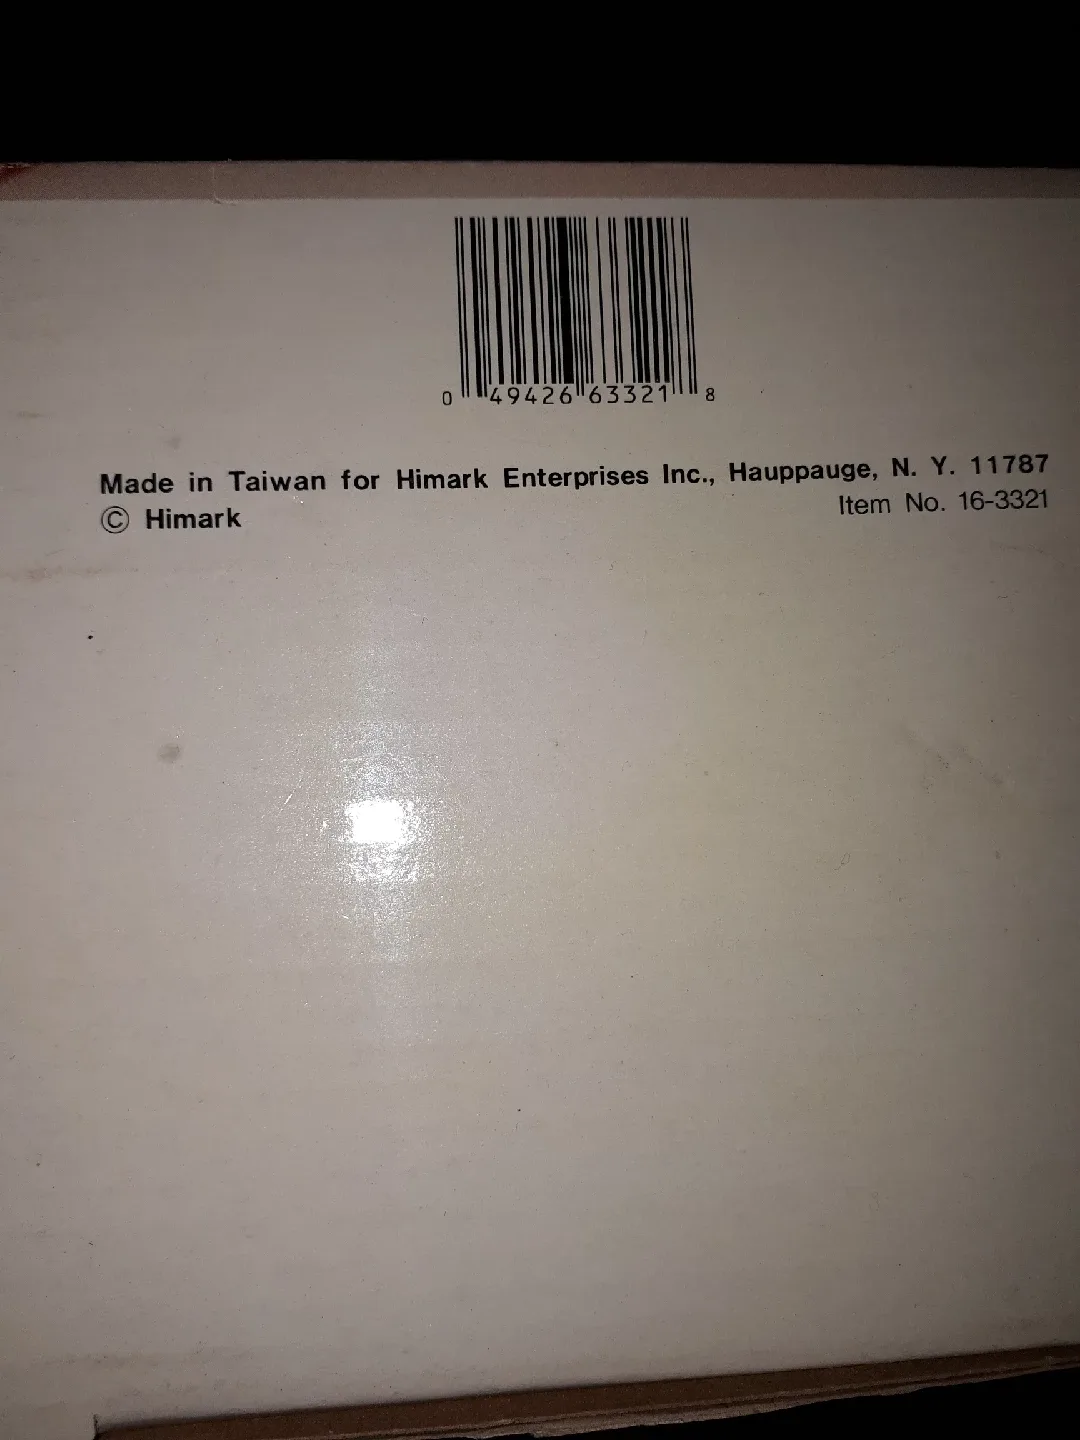 0 49426 63321 8
Made in Taiwan for Himark Enterprises Inc., Hauppauge, N. Y. 11787
© Himark
Item No. 16-3321